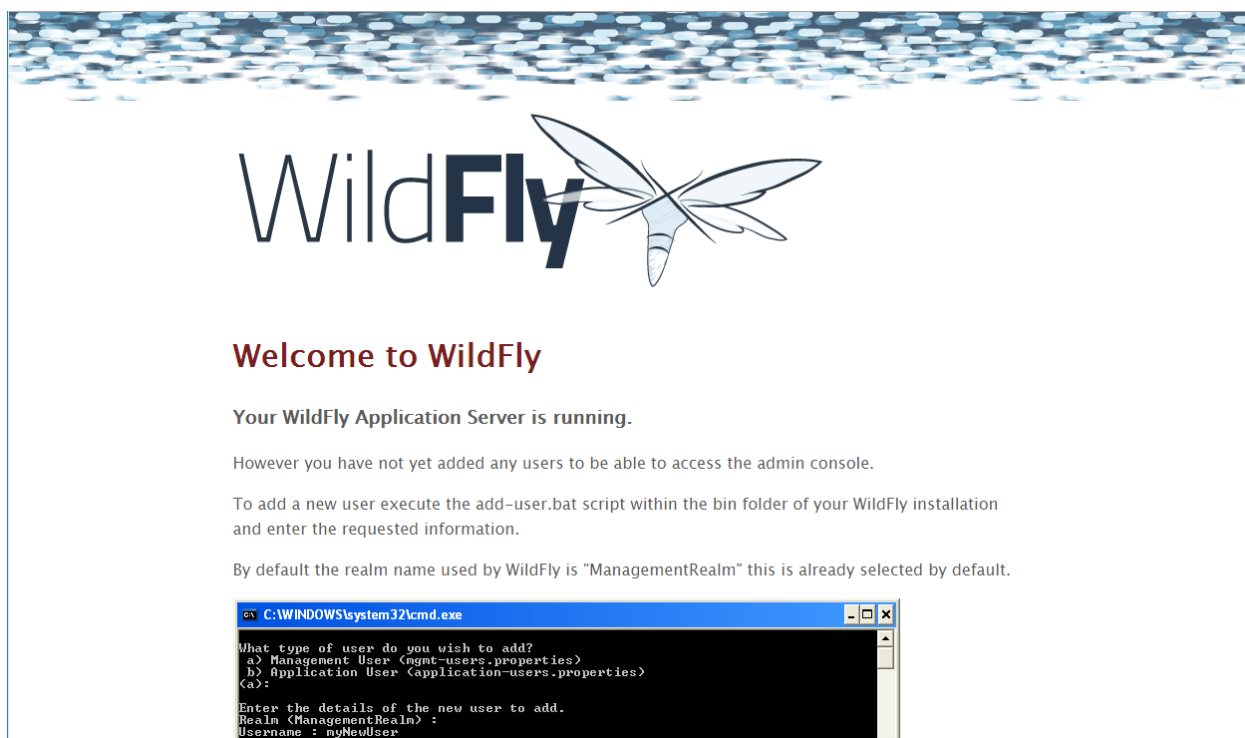 WildFly
Welcome to WildFly
Your WildFly Application Server is running.
However you have not yet added any users to be able to access the admin console.
To add a new user execute the add-user.bat script within the bin folder of your WildFly installation
and enter the requested information.
By default the realm name used by WildFly is "ManagementRealm" this is already selected by default.
C:\WINDOWS\system32\cmd.exe
What type of user do you wish to add?
a) Management User (mgmt-users.properties)
b) Application User (application-users.properties)
(a):
Enter the details of the new user to add.
Realm (ManagementRealm) :
Username : myNewUser